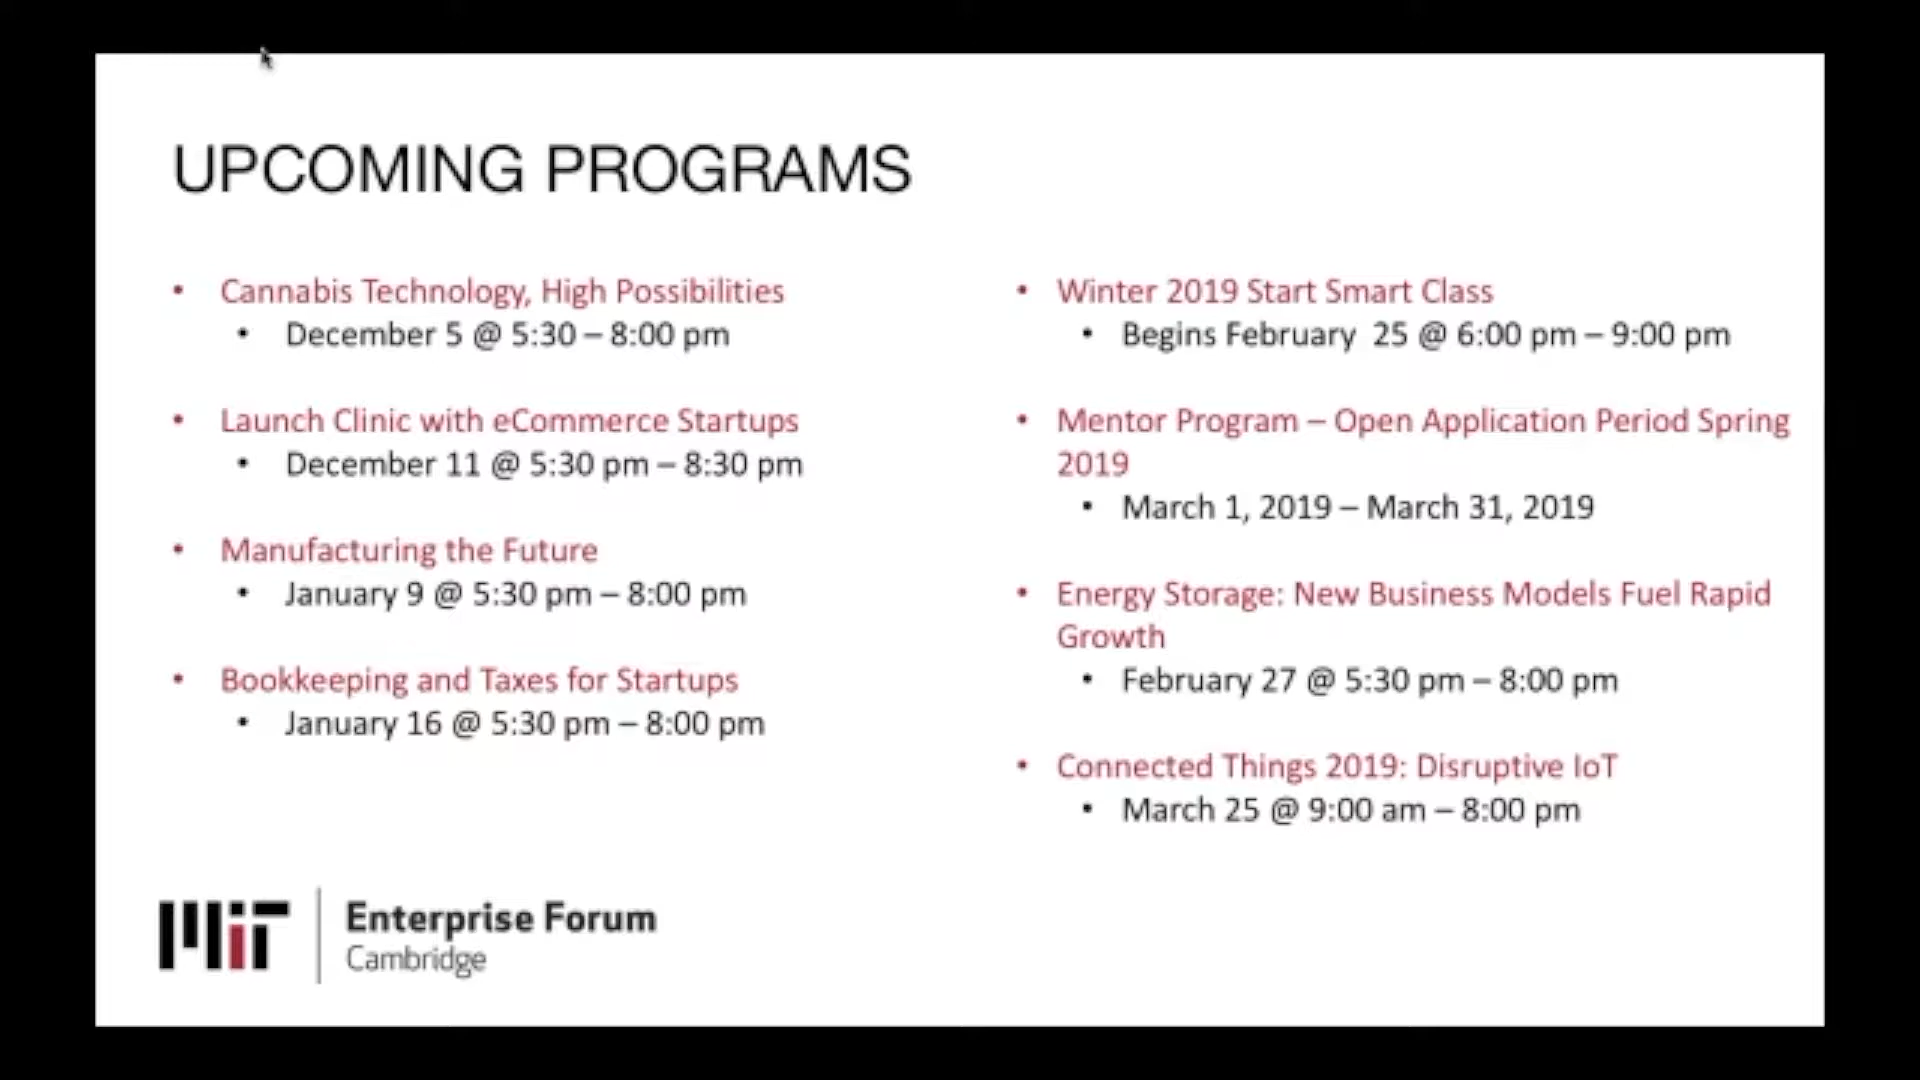 UPCOMING PROGRAMS
• Cannabis Technology, High Possibilities
• December 5 @ 5:30 – 8:00 pm
• Launch Clinic with eCommerce Startups
• December 11 @ 5:30 pm – 8:30 pm
• Manufacturing the Future
• January 9 @ 5:30 pm – 8:00 pm
• Bookkeeping and Taxes for Startups
• January 16 @ 5:30 pm – 8:00 pm
• Winter 2019 Start Smart Class
• Begins February  25 @ 6:00 pm – 9:00 pm
• Mentor Program – Open Application Period Spring
2019
• March 1, 2019 – March 31, 2019
• Energy Storage: New Business Models Fuel Rapid
Growth
• February 27 @ 5:30 pm – 8:00 pm
• Connected Things 2019: Disruptive IoT
• March 25 @ 9:00 am – 8:00 pm
MIT
Enterprise Forum
Cambridge